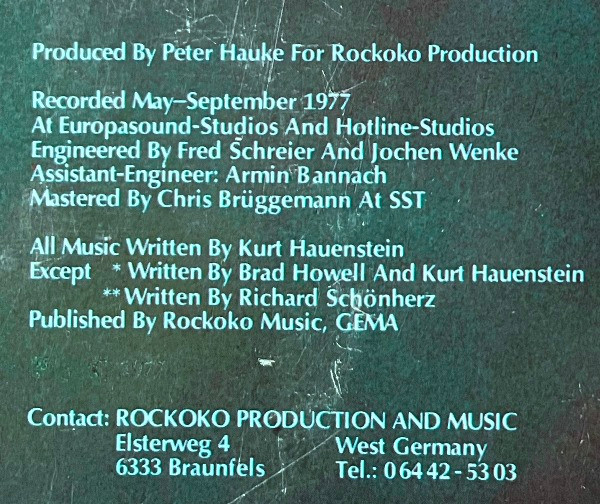 Produced By Peter Hauke For Rockoko Production
Recorded May–September 1977
At Europasound-Studios And Hotline-Studios
Engineered By Fred Schreier And Jochen Wenke
Assistant-Engineer: Armin Bannach
Mastered By Chris Brüggemann At SST
All Music Written By Kurt Hauenstein
Except * Written By Brad Howell And Kurt Hauenstein
** Written By Richard Schönherz
Published By Rockoko Music, GEMA
Contact: ROCKOKO PRODUCTION AND MUSIC
Elsterweg 4 West Germany
6333 Braunfels Tel.: 0 64 42 - 53 03